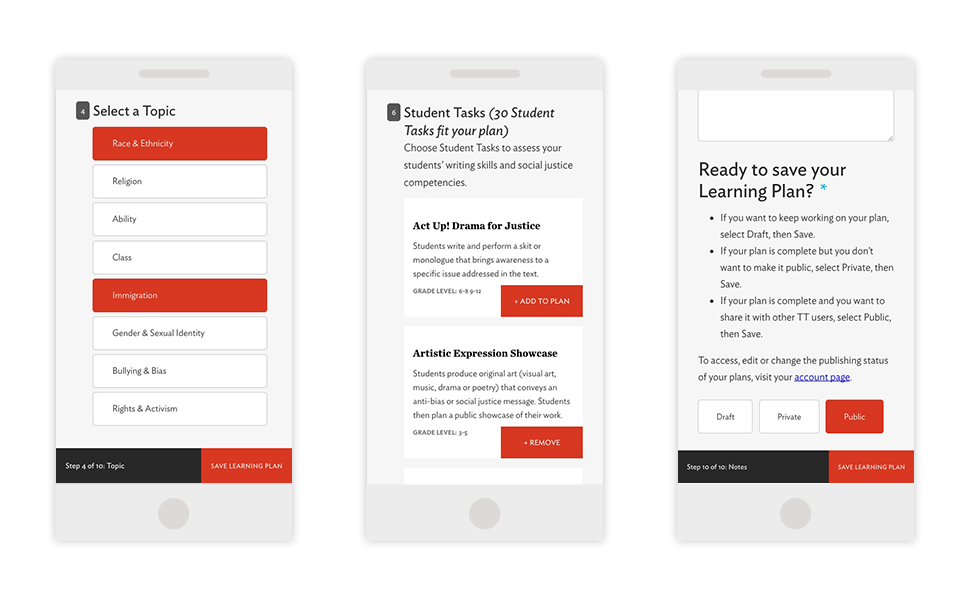 4 Select a Topic
Race & Ethnicity
Religion
Ability
Class
Immigration
Gender & Sexual Identity
Bullying & Bias
Rights & Activism
Step 4 of 10: Topic
SAVE LEARNING PLAN
6 Student Tasks (30 Student
Tasks fit your plan)
Choose Student Tasks to assess your
students’ writing skills and social justice
competencies.
Act Up! Drama for Justice
Students write and perform a skit or
monologue that brings awareness to a
specific issue addressed in the text.
GRADE LEVEL: 6-8 9-12
+ ADD TO PLAN
Artistic Expression Showcase
Students produce original art (visual art,
music, drama or poetry) that conveys an
anti-bias or social justice message. Students
then plan a public showcase of their work.
GRADE LEVEL: 3-5
+ REMOVE
Ready to save your
Learning Plan? *
• If you want to keep working on your plan,
select Draft, then Save.
• If your plan is complete but you don’t
want to make it public, select Private, then
Save.
• If your plan is complete and you want to
share it with other TT users, select Public,
then Save.
To access, edit or change the publishing status
of your plans, visit your account page.
Draft
Private
Public
Step 10 of 10: Notes
SAVE LEARNING PLAN